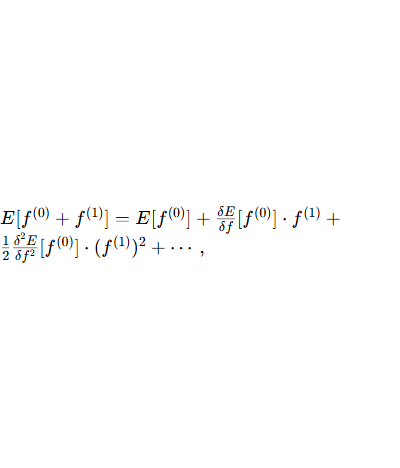 E[f^{(0)} + f^{(1)}] = E[f^{(0)}] + \frac{\delta E}{\delta f}[f^{(0)}] \cdot f^{(1)} +
\frac{1}{2} \frac{\delta^2 E}{\delta f^2}[f^{(0)}] \cdot (f^{(1)})^2 + \cdots ,